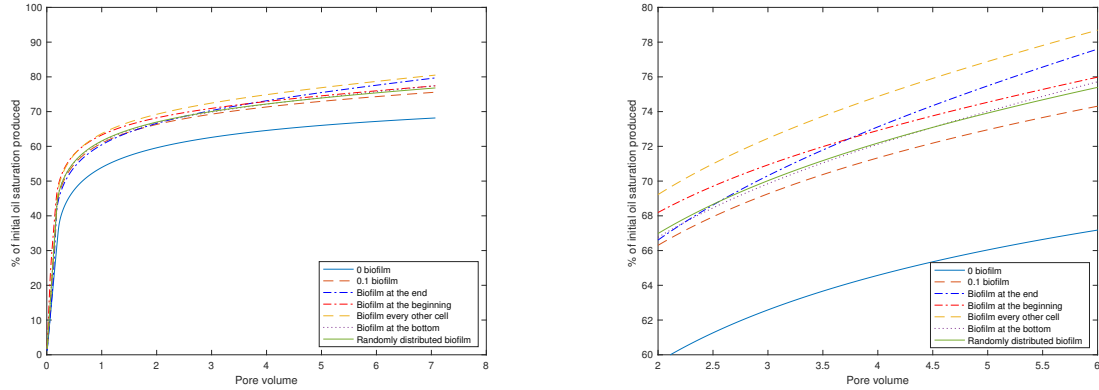 % of initial oil saturation produced
100
90
80
70
60
50
40
30
20
10
0
0 1 2 3 4 5 6 7 8
Pore volume
0 biofilm
0.1 biofilm
Biofilm at the end
Biofilm at the beginning
Biofilm every other cell
Biofilm at the bottom
Randomly distributed biofilm
% of initial oil saturation produced
80
78
76
74
72
70
68
66
64
62
60
2 2.5 3 3.5 4 4.5 5 5.5 6
Pore volume
0 biofilm
0.1 biofilm
Biofilm at the end
Biofilm at the beginning
Biofilm every other cell
Biofilm at the bottom
Randomly distributed biofilm